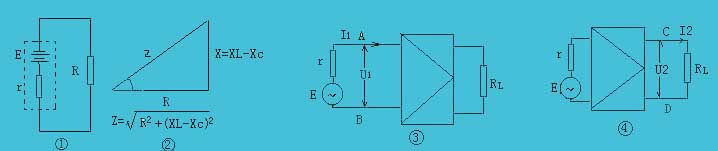 E
r
R
①
Z
X=XL-Xc
R
Z=√R²+(XL-Xc)²
②
I1 A
r
E
U1
B
RL
③
r
E
C I2
U2
RL
D
④